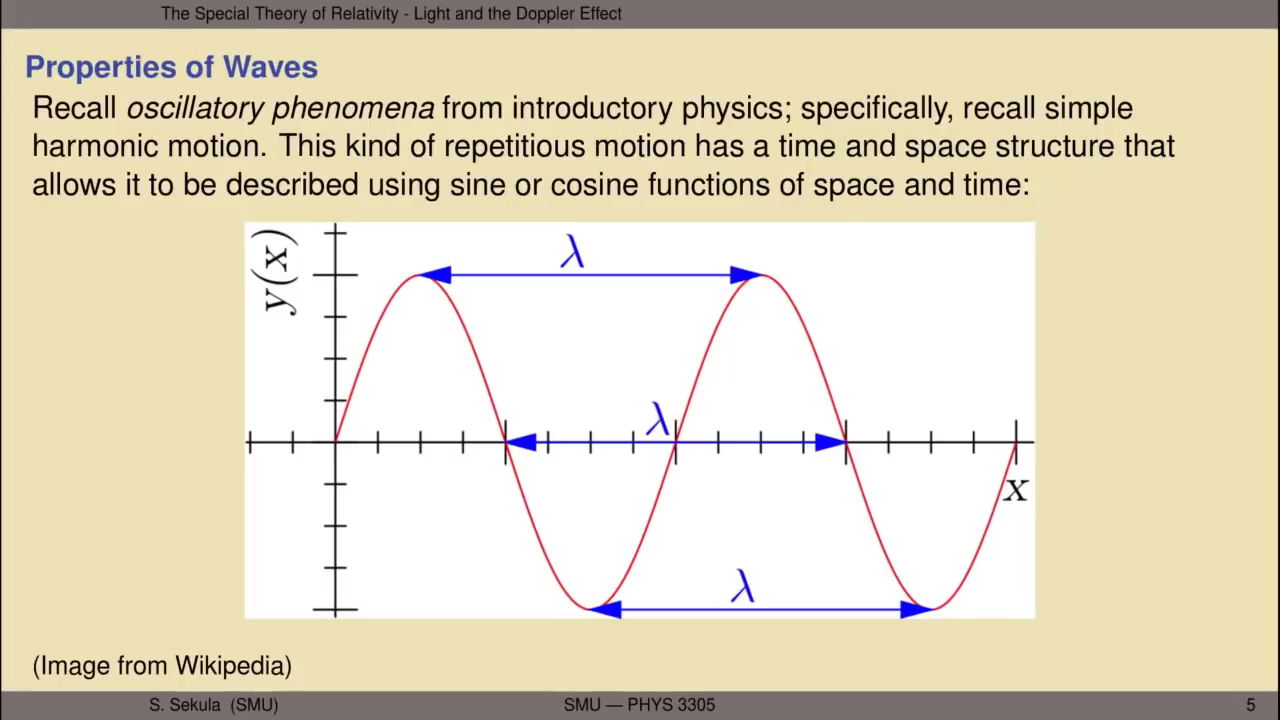 The Special Theory of Relativity - Light and the Doppler Effect
Properties of Waves
Recall oscillatory phenomena from introductory physics; specifically, recall simple
harmonic motion. This kind of repetitious motion has a time and space structure that
allows it to be described using sine or cosine functions of space and time:
y(x)
λ
λ
x
λ
(Image from Wikipedia)
S. Sekula (SMU)
SMU — PHYS 3305
5